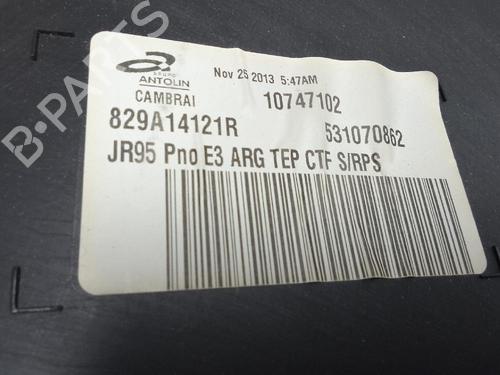 GRUPO
ANTOLIN
CAMBRAI
Nov 25 2013 5:47AM
10747102
829A14121R
531070862
JR95 Pno E3 ARG TEP CTF S/RPS
B-PARTS